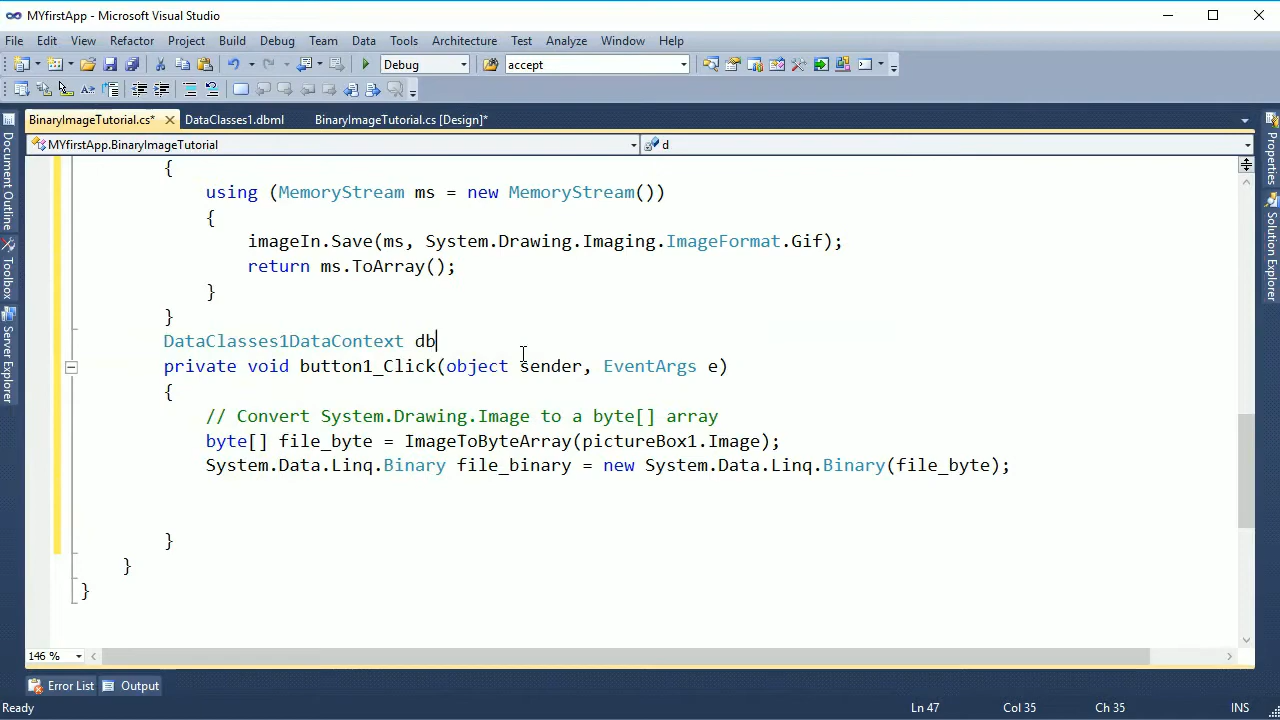 MYfirstApp - Microsoft Visual Studio
File Edit View Refactor Project Build Debug Team Data Tools Architecture Test Analyze Window Help
Debug accept
BinaryImageTutorial.cs* DataClasses1.dbml BinaryImageTutorial.cs [Design]*
MYfirstApp.BinaryImageTutorial d
{
using (MemoryStream ms = new MemoryStream())
{
imageIn.Save(ms, System.Drawing.Imaging.ImageFormat.Gif);
return ms.ToArray();
}
}
DataClasses1DataContext db
private void button1_Click(object sender, EventArgs e)
{
// Convert System.Drawing.Image to a byte[] array
byte[] file_byte = ImageToByteArray(pictureBox1.Image);
System.Data.Linq.Binary file_binary = new System.Data.Linq.Binary(file_byte);
}
}
}
146 %
Error List Output
Ready Ln 47 Col 35 Ch 35 INS
Document Outline
Toolbox
Server Explorer
Properties
Solution Explorer